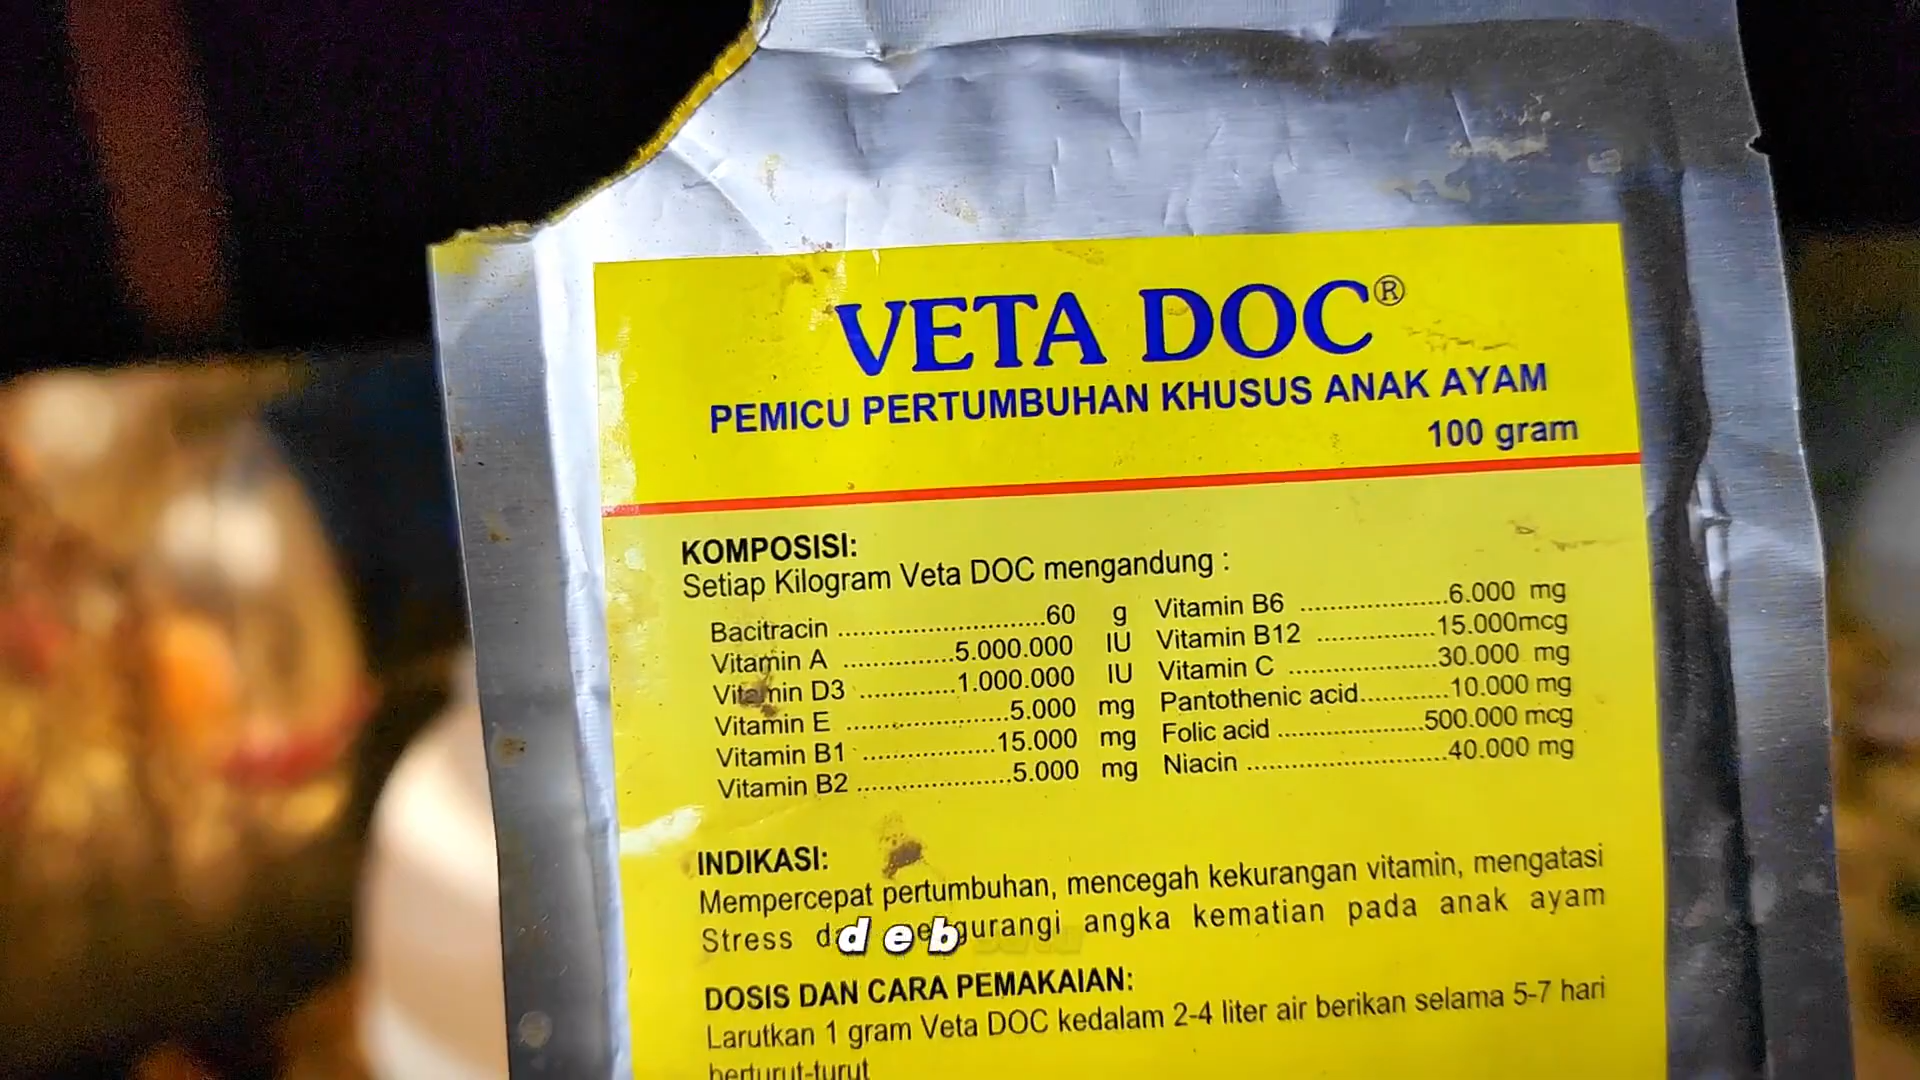 VETA DOC®
PEMICU PERTUMBUHAN KHUSUS ANAK AYAM
100 gram
KOMPOSISI:
Setiap Kilogram Veta DOC mengandung :
Bacitracin ............................60 g
Vitamin A ...............5.000.000 IU
Vitamin D3 .............1.000.000 IU
Vitamin E ......................5.000 mg
Vitamin B1 ..................15.000 mg
Vitamin B2 .....................5.000 mg
Vitamin B6 ....................6.000 mg
Vitamin B12 ................15.000mcg
Vitamin C ....................30.000 mg
Pantothenic acid............10.000 mg
Folic acid ....................500.000 mcg
Niacin ...........................40.000 mg
INDIKASI:
Mempercepat pertumbuhan, mencegah kekurangan vitamin, mengatasi
Stress gurangi angka kematian pada anak ayam
deb
DOSIS DAN CARA PEMAKAIAN:
Larutkan 1 gram Veta DOC kedalam 2-4 liter air berikan selama 5-7 hari
berturut-turut